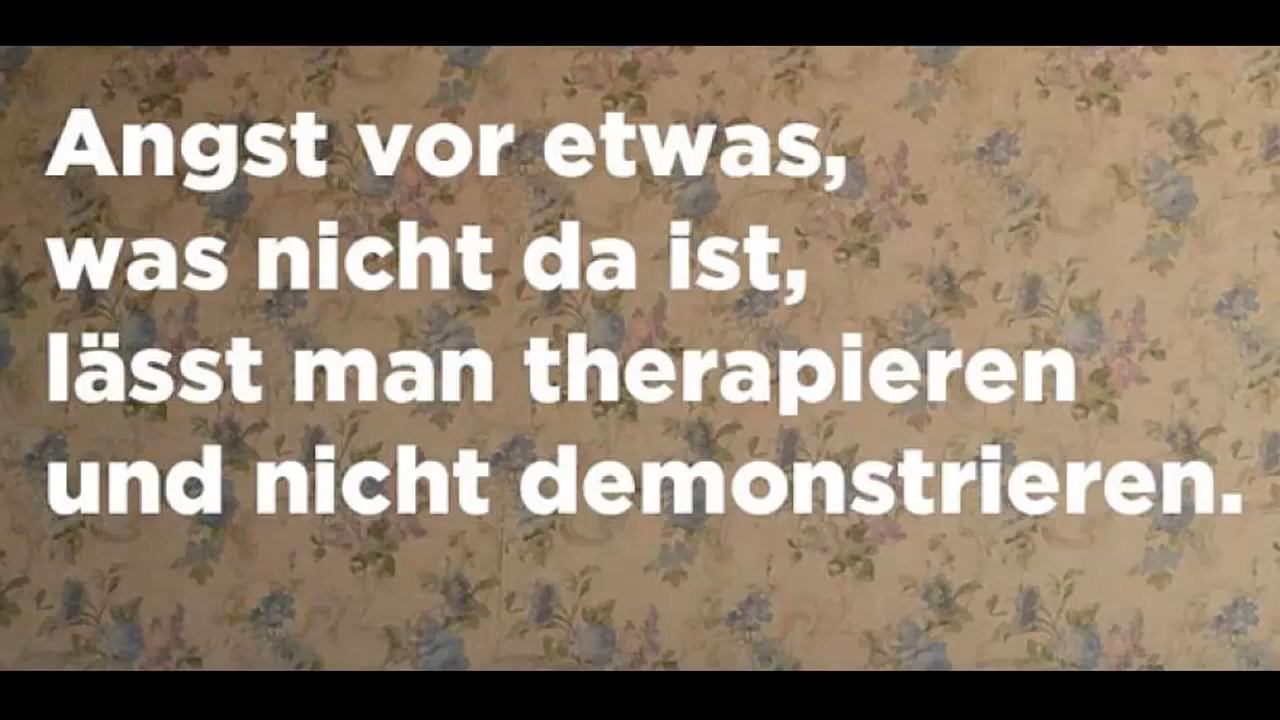 Angst vor etwas,
was nicht da ist,
lässt man therapieren
und nicht demonstrieren.